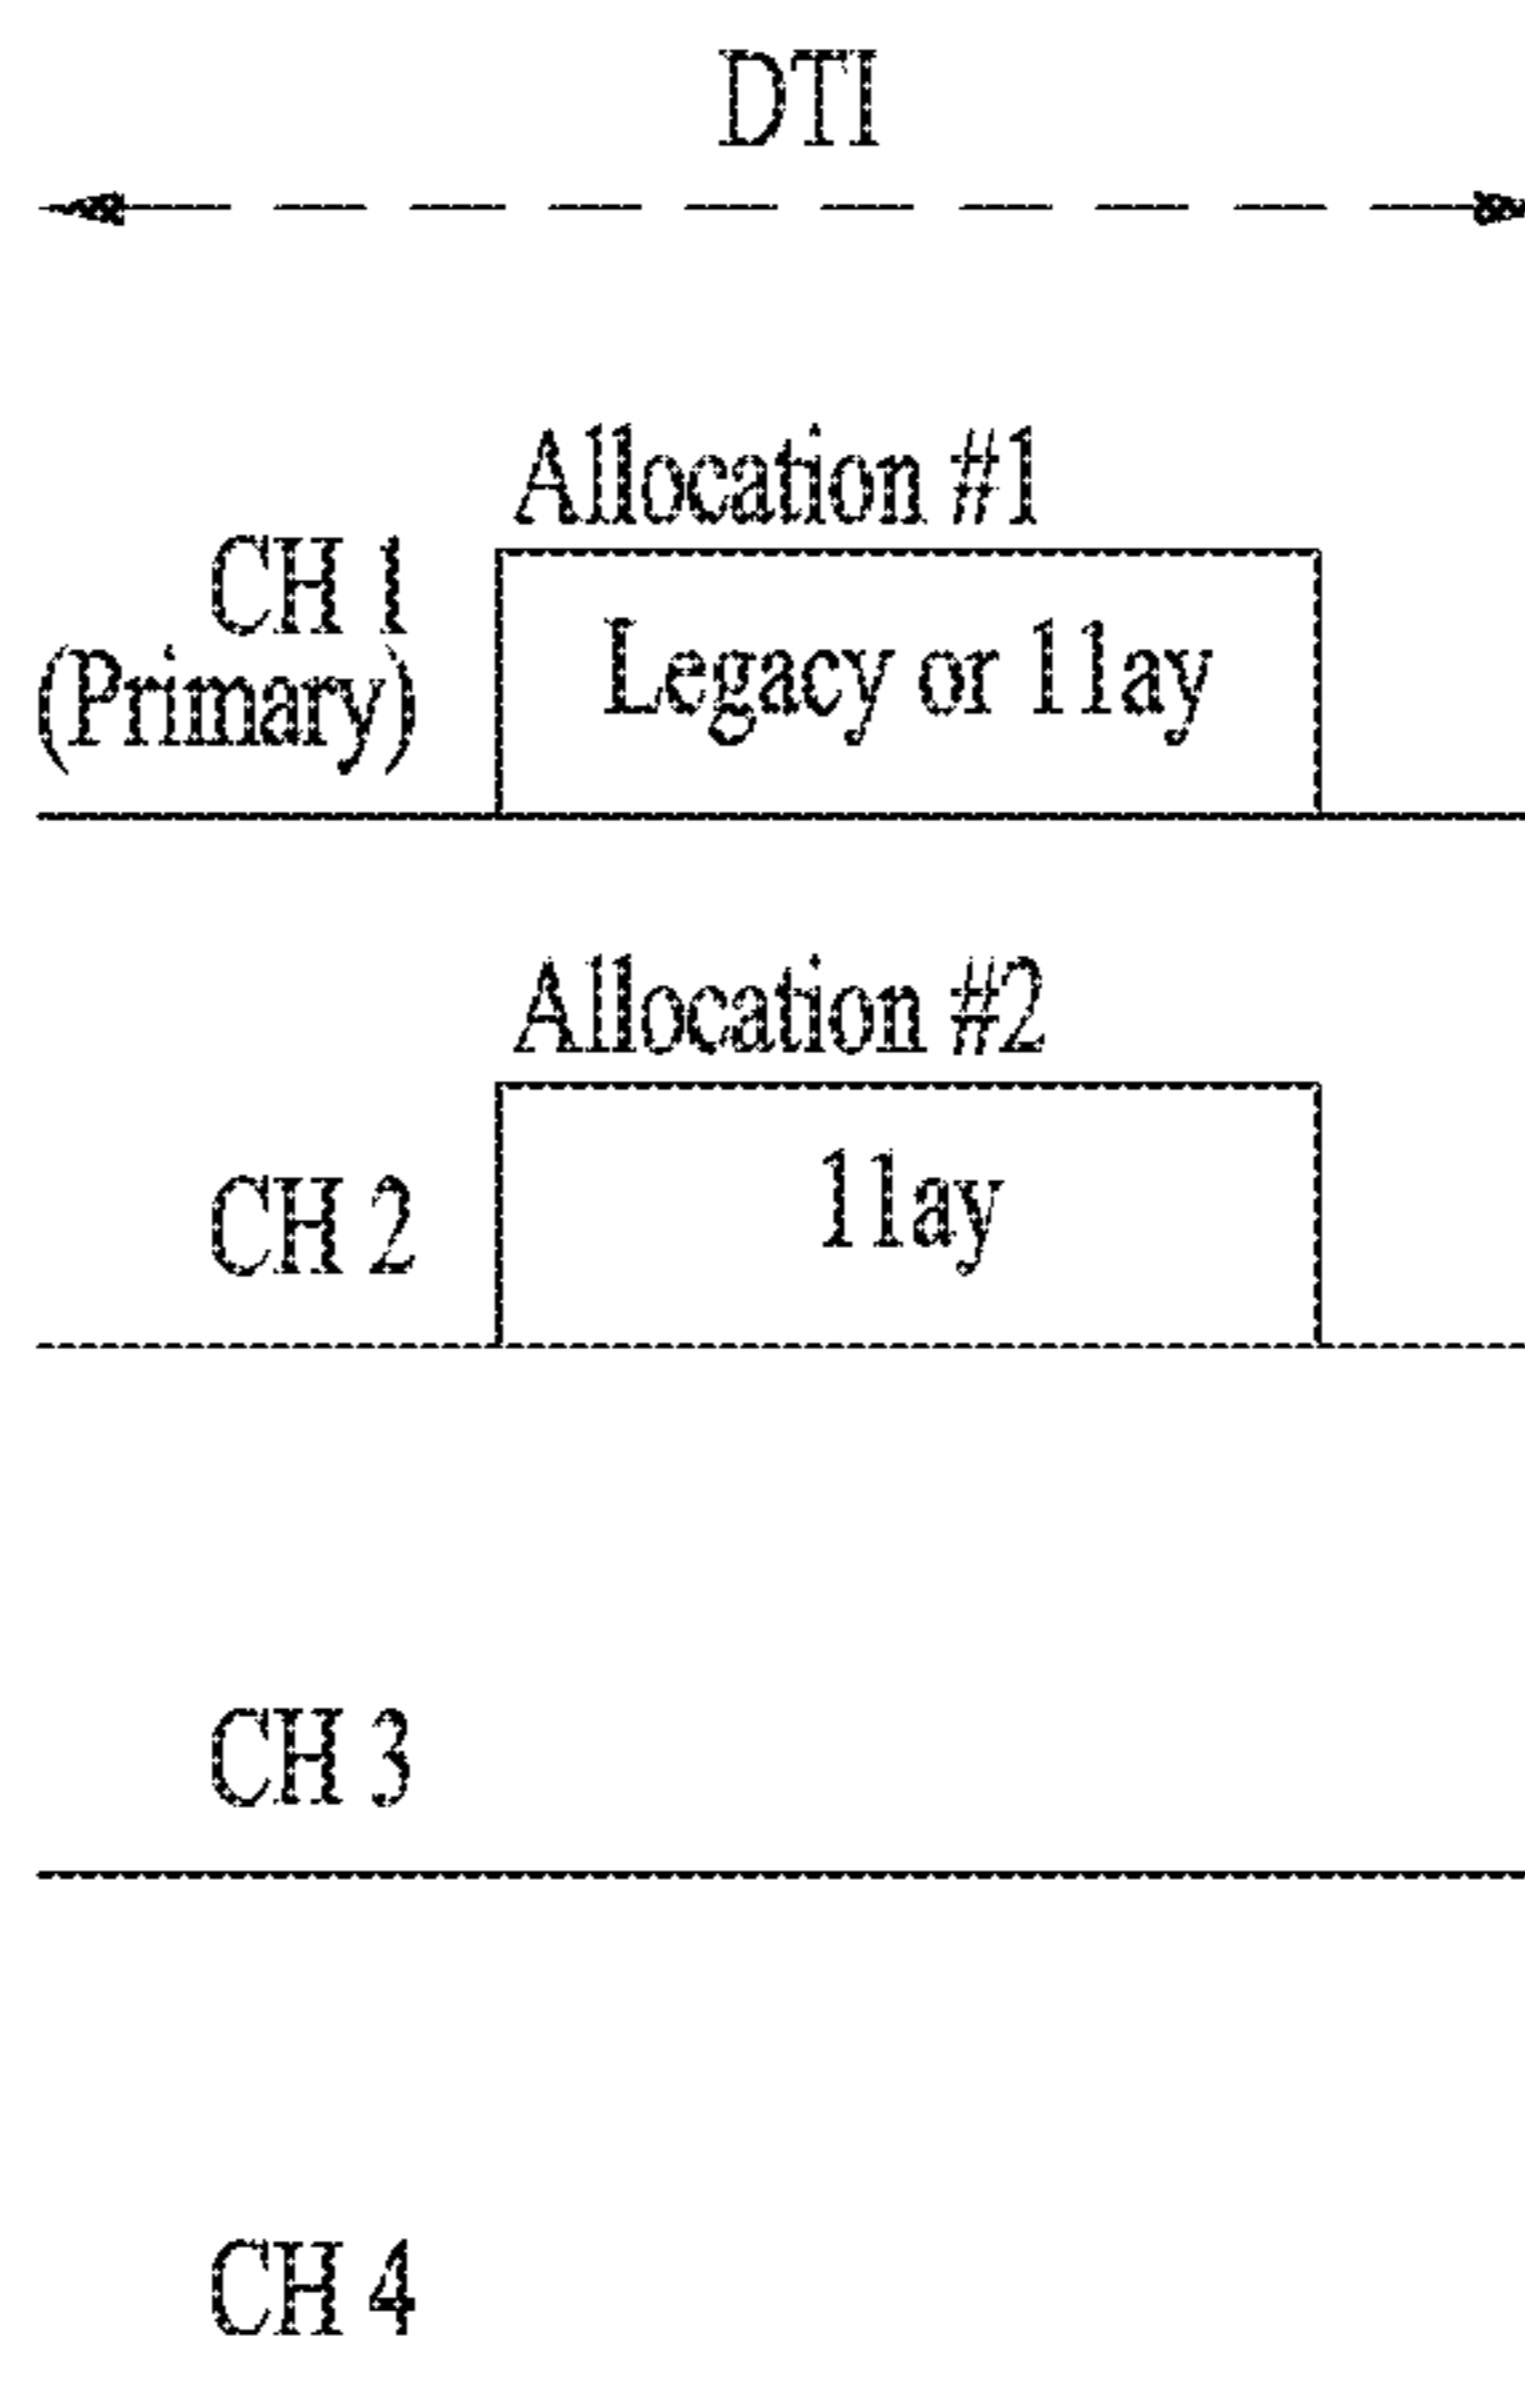 DTI
Allocation #1
CH 1
(Primary)
Legacy or 11ay
Allocation #2
CH 2
11ay
CH 3
CH 4